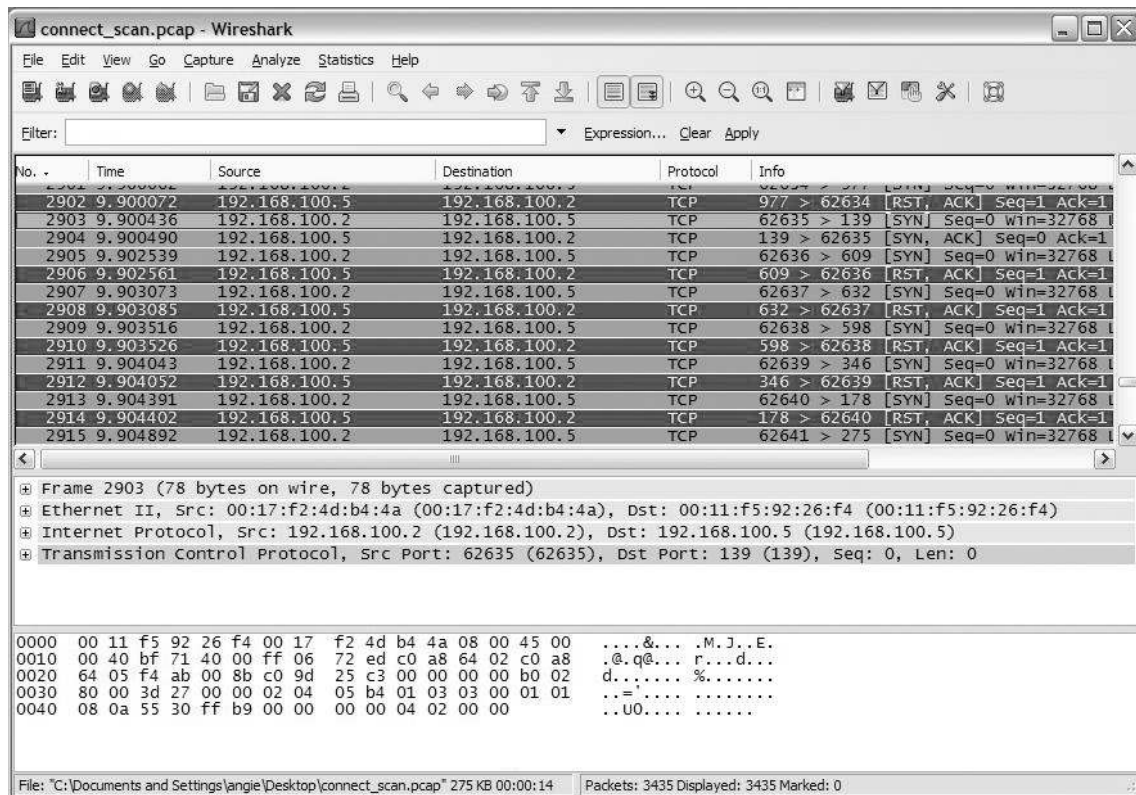 connect_scan.pcap - Wireshark
File Edit View Go Capture Analyze Statistics Help
Filter: Expression... Clear Apply
No. Time Source Destination Protocol Info
2902 9.900072 192.168.100.5 192.168.100.2 TCP 977 > 62634 [RST, ACK] Seq=1 Ack=1
2903 9.900436 192.168.100.2 192.168.100.5 TCP 62635 > 139 [SYN] Seq=0 Win=32768 L
2904 9.900490 192.168.100.5 192.168.100.2 TCP 139 > 62635 [SYN, ACK] Seq=0 Ack=1
2905 9.902539 192.168.100.2 192.168.100.5 TCP 62636 > 609 [SYN] Seq=0 Win=32768 L
2906 9.902561 192.168.100.5 192.168.100.2 TCP 609 > 62636 [RST, ACK] Seq=1 Ack=1
2907 9.903073 192.168.100.2 192.168.100.5 TCP 62637 > 632 [SYN] Seq=0 Win=32768 L
2908 9.903085 192.168.100.5 192.168.100.2 TCP 632 > 62637 [RST, ACK] Seq=1 Ack=1
2909 9.903516 192.168.100.2 192.168.100.5 TCP 62638 > 598 [SYN] Seq=0 Win=32768 L
2910 9.903526 192.168.100.5 192.168.100.2 TCP 598 > 62638 [RST, ACK] Seq=1 Ack=1
2911 9.904043 192.168.100.2 192.168.100.5 TCP 62639 > 346 [SYN] Seq=0 Win=32768 L
2912 9.904052 192.168.100.5 192.168.100.2 TCP 346 > 62639 [RST, ACK] Seq=1 Ack=1
2913 9.904391 192.168.100.2 192.168.100.5 TCP 62640 > 178 [SYN] Seq=0 Win=32768 L
2914 9.904402 192.168.100.5 192.168.100.2 TCP 178 > 62640 [RST, ACK] Seq=1 Ack=1
2915 9.904892 192.168.100.2 192.168.100.5 TCP 62641 > 275 [SYN] Seq=0 Win=32768 L
Frame 2903 (78 bytes on wire, 78 bytes captured)
Ethernet II, Src: 00:17:f2:4d:b4:4a (00:17:f2:4d:b4:4a), Dst: 00:11:f5:92:26:f4 (00:11:f5:92:26:f4)
Internet Protocol, Src: 192.168.100.2 (192.168.100.2), Dst: 192.168.100.5 (192.168.100.5)
Transmission Control Protocol, Src Port: 62635 (62635), Dst Port: 139 (139), Seq: 0, Len: 0
0000 00 11 f5 92 26 f4 00 17 f2 4d b4 4a 08 00 45 00 ....&... .M.J..E.
0010 00 40 bf 71 40 00 ff 06 72 ed c0 a8 64 02 c0 a8 .@.q@... r...d...
0020 64 05 f4 ab 00 8b c0 9d 25 c3 00 00 00 00 b0 02 d....... %.......
0030 80 00 3d 27 00 00 02 04 05 b4 01 03 03 00 01 01 ..='.... ........
0040 08 0a 55 30 ff b9 00 00 00 00 04 02 00 00 ..U0.... ......
File: "C:\Documents and Settings\angie\Desktop\connect_scan.pcap" 275 KB 00:00:14 Packets: 3435 Displayed: 3435 Marked: 0